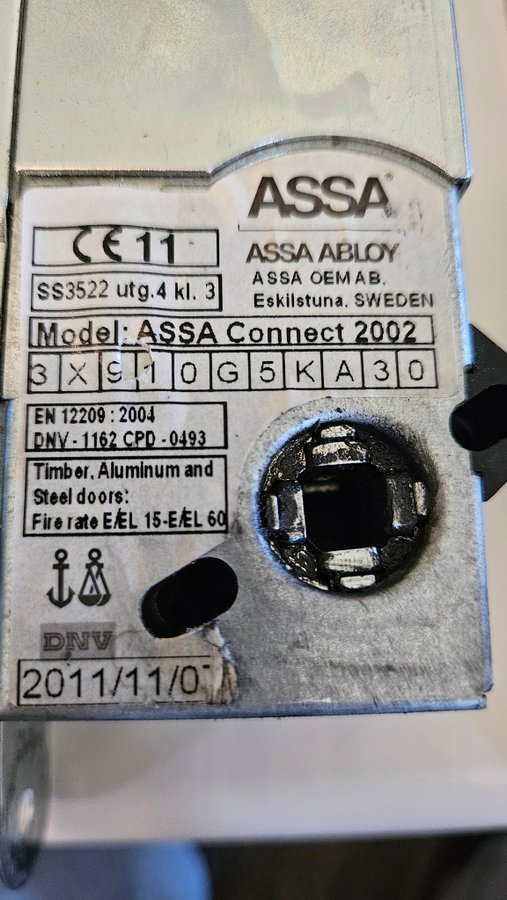 ASSA
CE 11
ASSA ABLOY
SS3522 utg.4 kl. 3
ASSA OEM AB,
Eskilstuna, SWEDEN
Model: ASSA Connect 2002
3 X 9 1 0 G 5 K A 3 0
EN 12209 : 2004
DNV - 1162 CPD - 0493
Timber, Aluminum and
Steel doors:
Fire rate E/EL 15-E/EL 60
DNV
2011/11/0